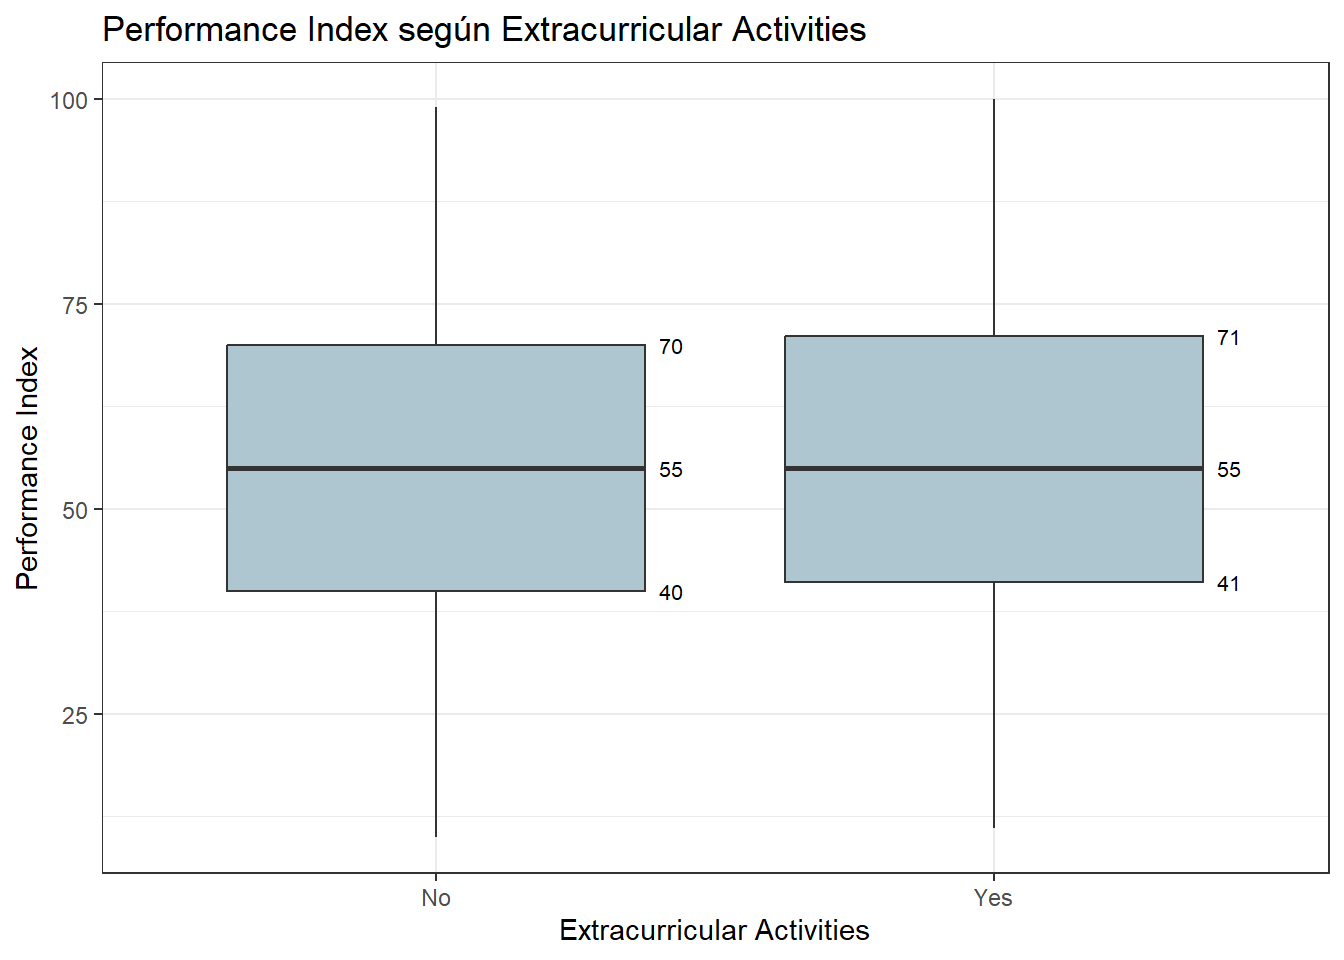 Performance Index según Extracurricular Activities
Performance Index
100
75
50
25
70
55
40
71
55
41
No
Yes
Extracurricular Activities